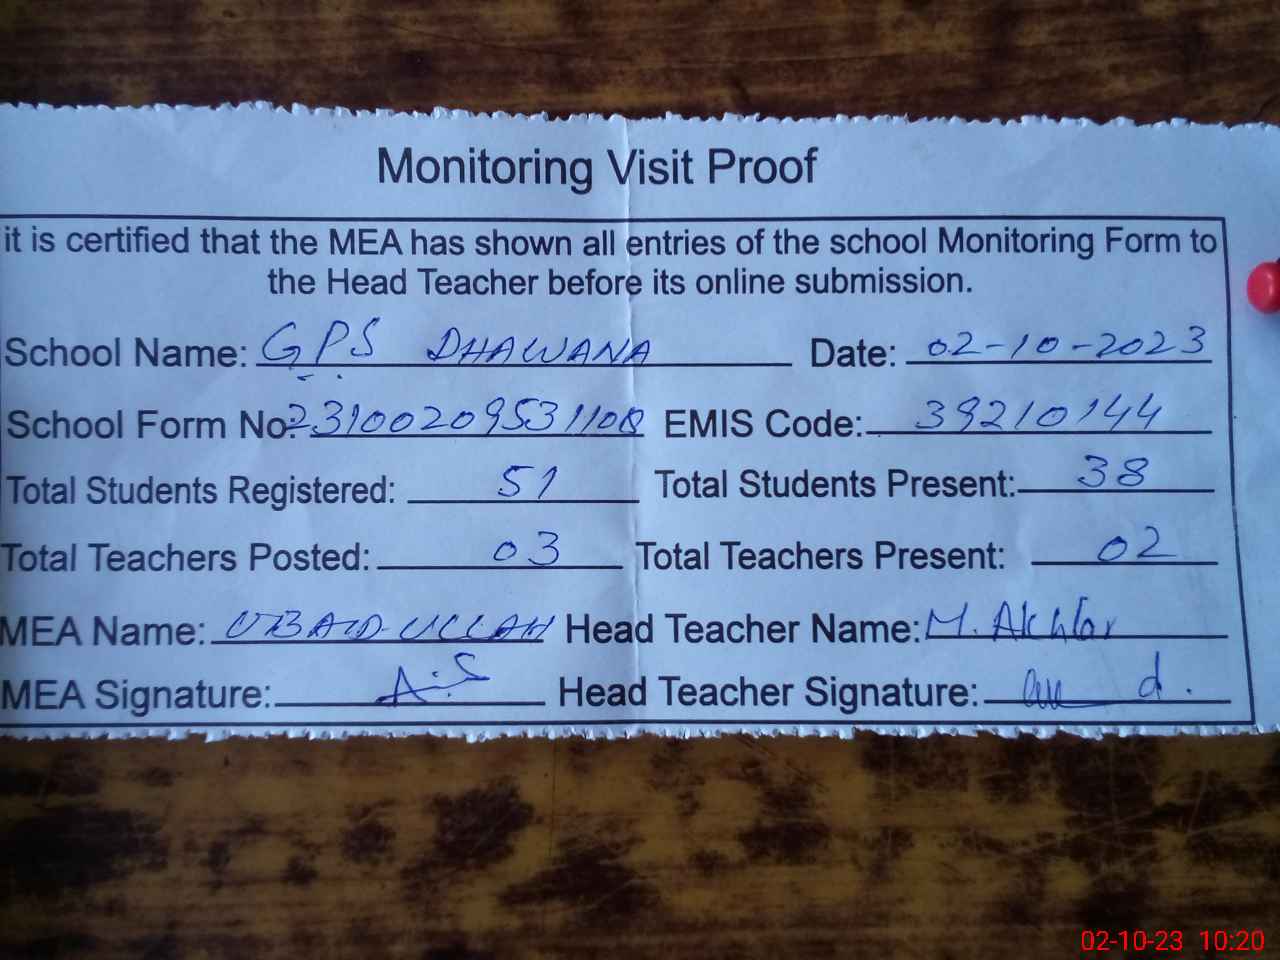 Monitoring Visit Proof
it is certified that the MEA has shown all entries of the school Monitoring Form to
the Head Teacher before its online submission.
School Name: GPS DHAWANA Date: 02-10-2023
School Form No: EMIS Code: 39210144
Total Students Registered: 51 Total Students Present: 38
Total Teachers Posted: 03 Total Teachers Present: 02
MEA Name: UBAID-ULLAH Head Teacher Name: M. Akhtar
MEA Signature: Head Teacher Signature:
02-10-23 10:20